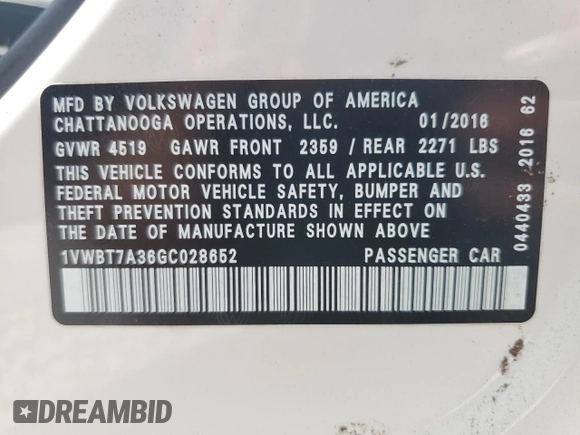 MFD BY VOLKSWAGEN GROUP OF AMERICA
CHATTANOOGA OPERATIONS, LLC. 01/2016
GVWR 4519 GAWR FRONT 2359 / REAR 2271 LBS
THIS VEHICLE CONFORMS TO ALL APPLICABLE U.S.
FEDERAL MOTOR VEHICLE SAFETY, BUMPER AND
THEFT PREVENTION STANDARDS IN EFFECT ON
THE DATE OF MANUFACTURE SHOWN ABOVE
1VWBT7A36GC028652 PASSENGER CAR
0440433 2016 62
DREAMBID